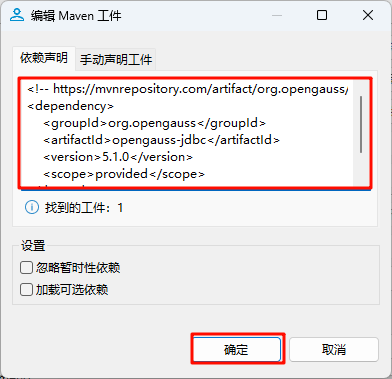 编辑 Maven 工件
依赖声明 手动声明工件
<!-- https://mvnrepository.com/artifact/org.opengauss/
<dependency>
<groupId>org.opengauss</groupId>
<artifactId>opengauss-jdbc</artifactId>
<version>5.1.0</version>
<scope>provided</scope>
找到的工件：1
设置
忽略暂时性依赖
加载可选依赖
确定 取消